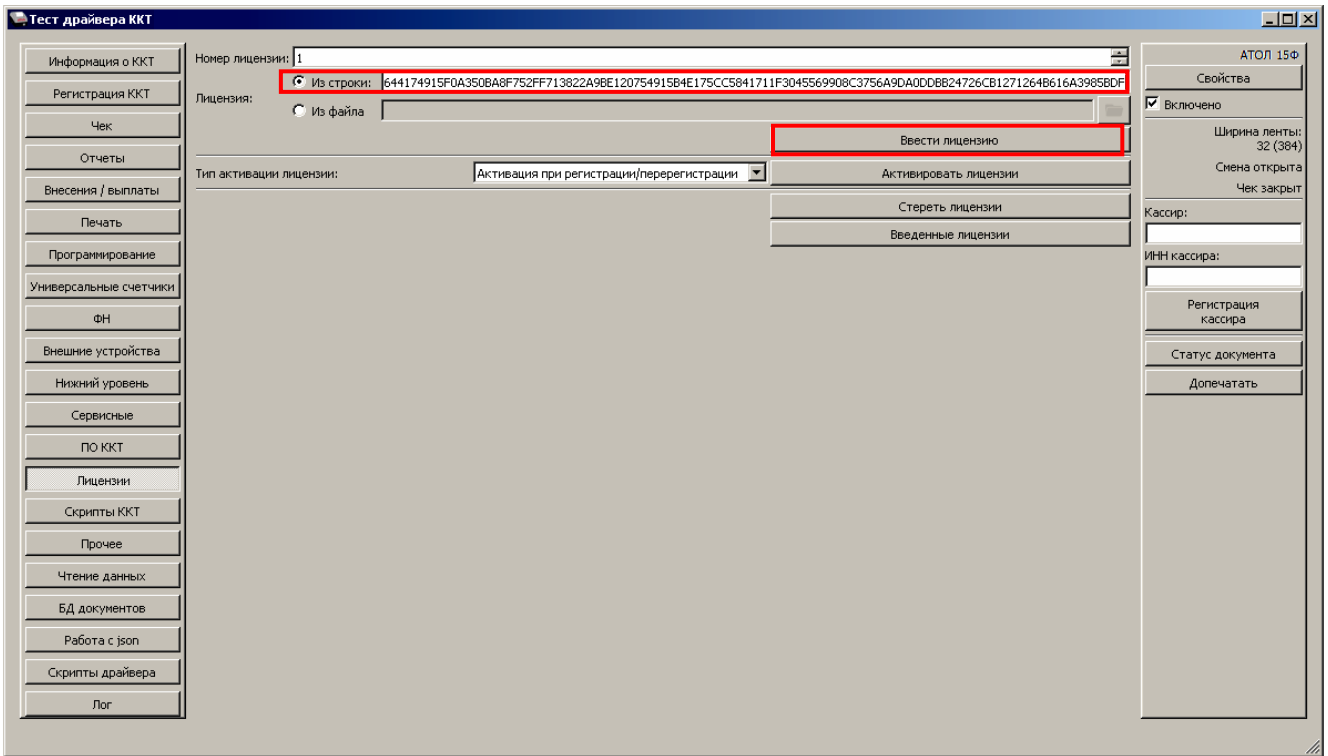 Тест драйвера ККТ
Информация о ККТ
Регистрация ККТ
Чек
Отчеты
Внесения / выплаты
Печать
Программирование
Универсальные счетчики
ФН
Внешние устройства
Нижний уровень
Сервисные
ПО ККТ
Лицензии
Скрипты ККТ
Прочее
Чтение данных
БД документов
Работа с json
Скрипты драйвера
Лог
Номер лицензии: 1
Лицензия:
Из строки: 644174915F0A350BA8F752FF713822A9BE120754915B4E175CC5841711F3045569908C3756A9DA0DDBB24726CB1271264B616A3985BDF
Из файла
Ввести лицензию
Тип активации лицензии: Активация при регистрации/перерегистрации Активировать лицензии
Стереть лицензии
Введенные лицензии
АТОЛ 15Ф
Свойства
Включено
Ширина ленты:
32 (384)
Смена открыта
Чек закрыт
Кассир:
ИНН кассира:
Регистрация
кассира
Статус документа
Допечатать